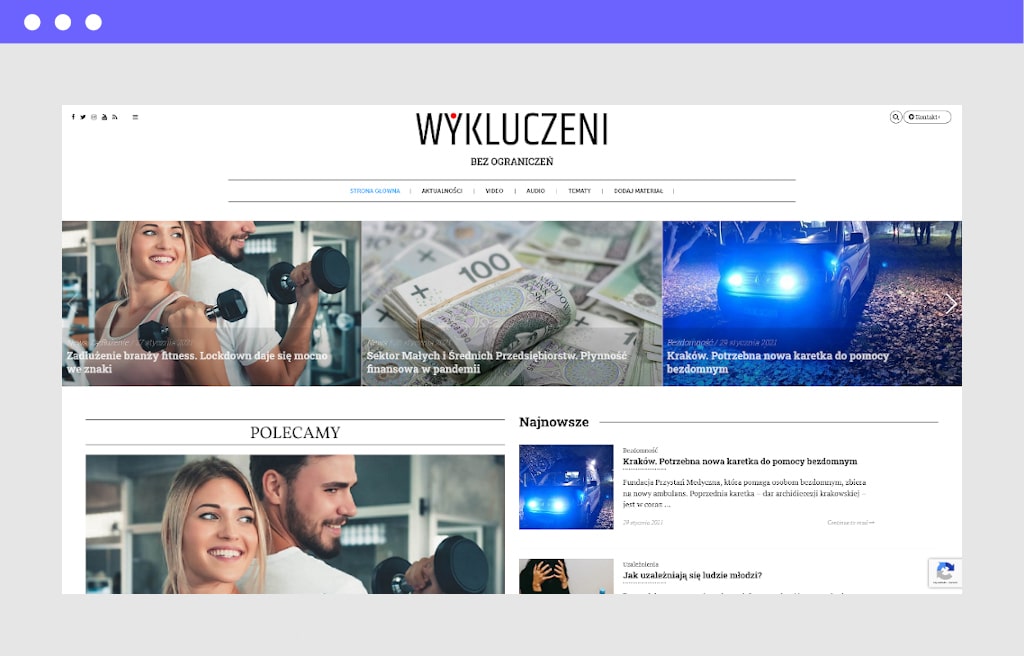 Kontakt+
WYKLUCZENI
BEZ OGRANICZEŃ
STRONA GŁOWNA | AKTUALNOŚCI | VIDEO | AUDIO | TEMATY | DODAJ MATERIAŁ |
/ 27 stycznia 2021
Zadłużenie branży fitness. Lockdown daje się mocno
we znaki
100
Sektor Małych i Średnich Przedsiębiorstw. Płynność
finansowa w pandemii
Bezdomność / 29 stycznia 2021
Kraków. Potrzebna nowa karetka do pomocy
bezdomnym
POLECAMY
Najnowsze
Bezdomność
Kraków. Potrzebna nowa karetka do pomocy bezdomnym
Fundacja Przystań Medyczna, która pomaga osobom bezdomnym, zbiera
na nowy ambulans. Poprzednia karetka – dar archidiecezji krakowskiej –
jest w coraz ...
29 stycznia 2021
Continue to read
Uzależnienia
Jak uzależniają się ludzie młodzi?